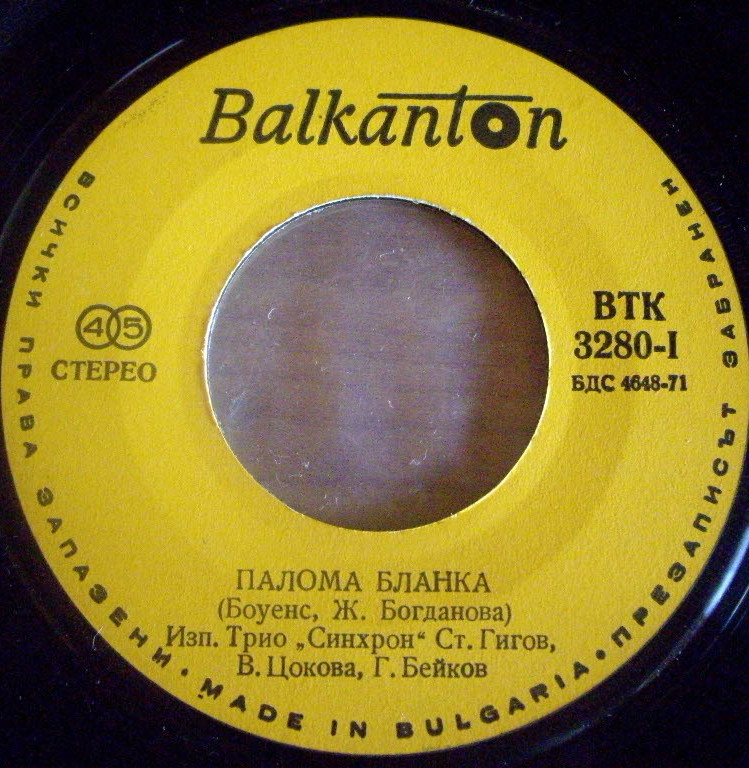 Balkanton
45
СТЕРЕО
ВТК
3280-I
БДС 4648-71
ПАЛОМА БЛАНКА
(Боуенс, Ж. Богданова)
Изп. Трио „Синхрон“ Ст. Гигов,
В. Цокова, Г. Бейков
ВСИЧКИ ПРАВА ЗАПАЗЕНИ • MADE IN BULGARIA • ПРЕЗАПИСЪТ ЗАБРАНЕН